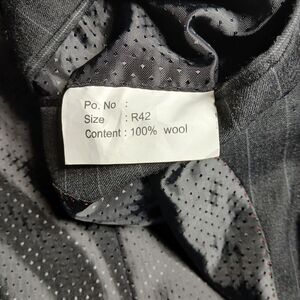 Po. No :
Size : R42
Content : 100% wool